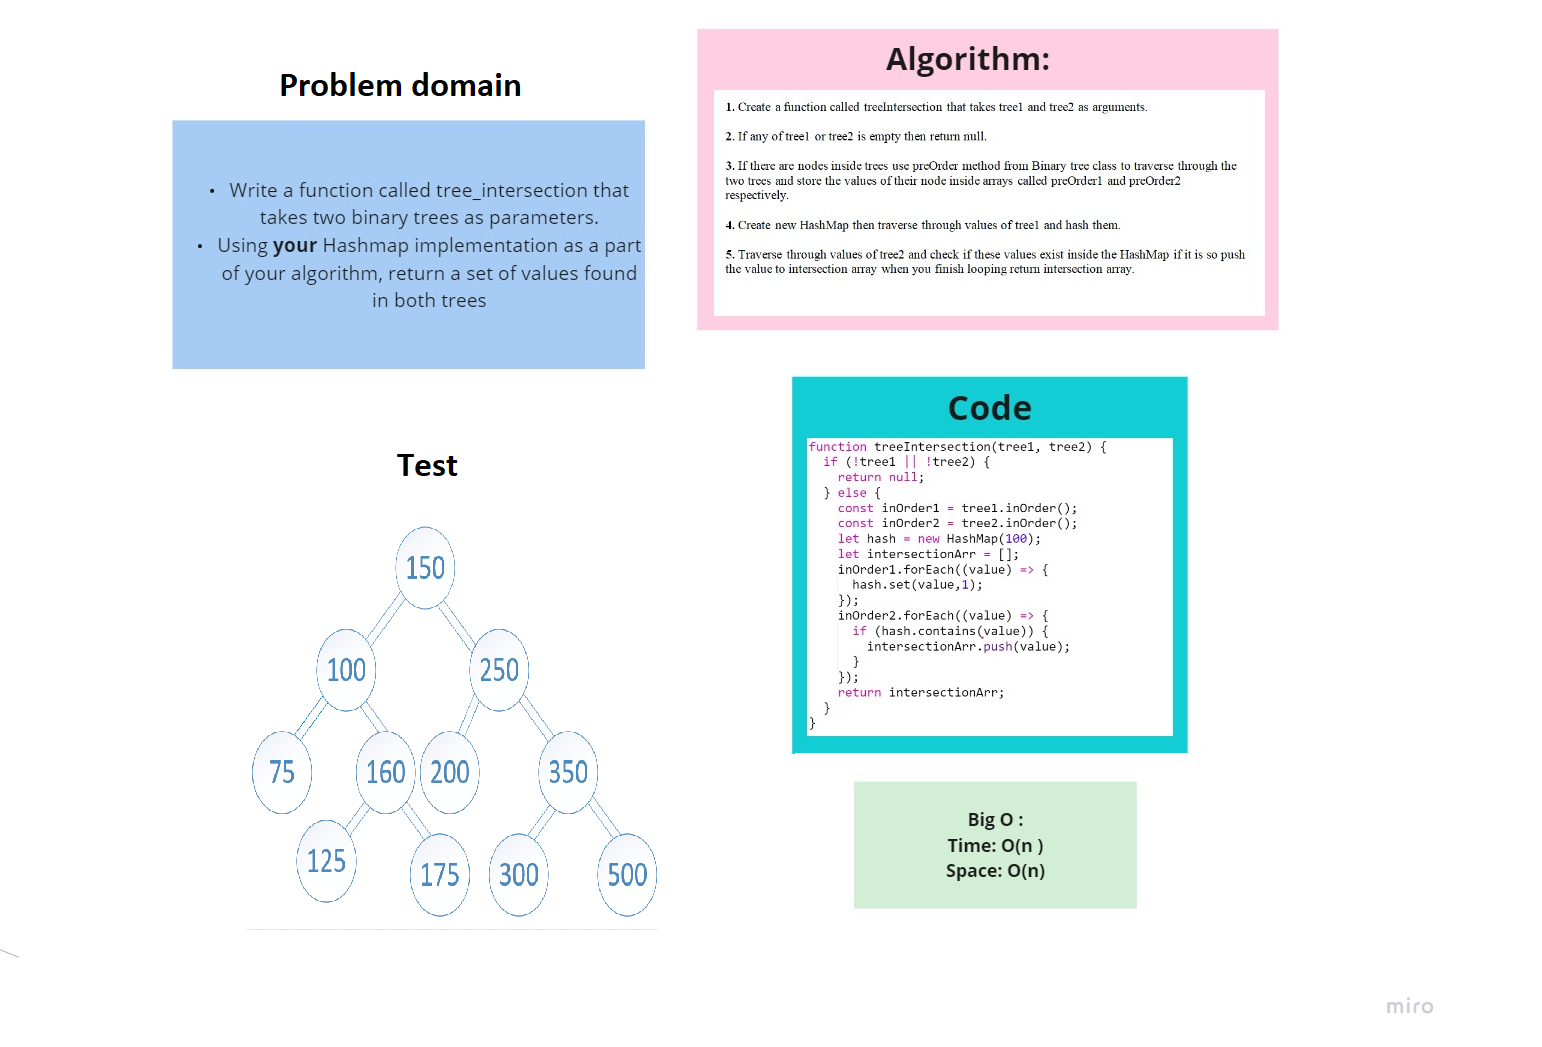 Problem domain
• Write a function called tree_intersection that
takes two binary trees as parameters.
• Using your Hashmap implementation as a part
of your algorithm, return a set of values found
in both trees
Algorithm:
1. Create a function called treeIntersection that takes tree1 and tree2 as arguments.
2. If any of tree1 or tree2 is empty then return null.
3. If there are nodes inside trees use preOrder method from Binary tree class to traverse through the
two trees and store the values of their node inside arrays called preOrder1 and preOrder2
respectively.
4. Create new HashMap then traverse through values of tree1 and hash them.
5. Traverse through values of tree2 and check if these values exist inside the HashMap if it is so push
the value to intersection array when you finish looping return intersection array.
Test
150
100 250
75 160 200 350
125 175 300 500
Code
function treeIntersection(tree1, tree2) {
if (!tree1 || !tree2) {
return null;
} else {
const inOrder1 = tree1.inOrder();
const inOrder2 = tree2.inOrder();
let hash = new HashMap(100);
let intersectionArr = [];
inOrder1.forEach((value) => {
hash.set(value,1);
});
inOrder2.forEach((value) => {
if (hash.contains(value)) {
intersectionArr.push(value);
}
});
return intersectionArr;
}
}
Big O :
Time: O(n )
Space: O(n)
miro